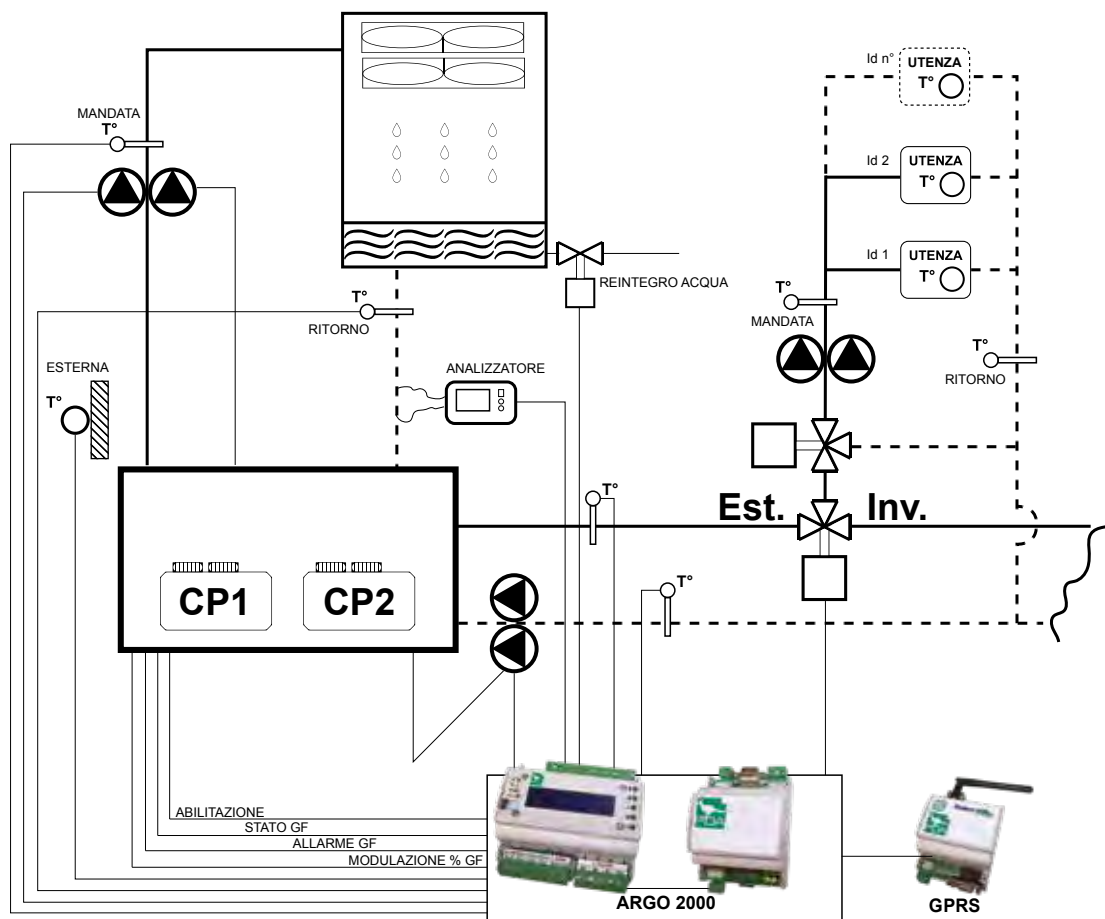 Id n°
UTENZA
T°
MANDATA
T°
Id 2
UTENZA
T°
Id 1
UTENZA
T°
REINTEGRO ACQUA
T°
RITORNO
T°
MANDATA
T°
RITORNO
ESTERNA
T°
ANALIZZATORE
T°
Est.
Inv.
CP1
CP2
T°
ABILITAZIONE
STATO GF
ALLARME GF
MODULAZIONE % GF
ARGO 2000
GPRS